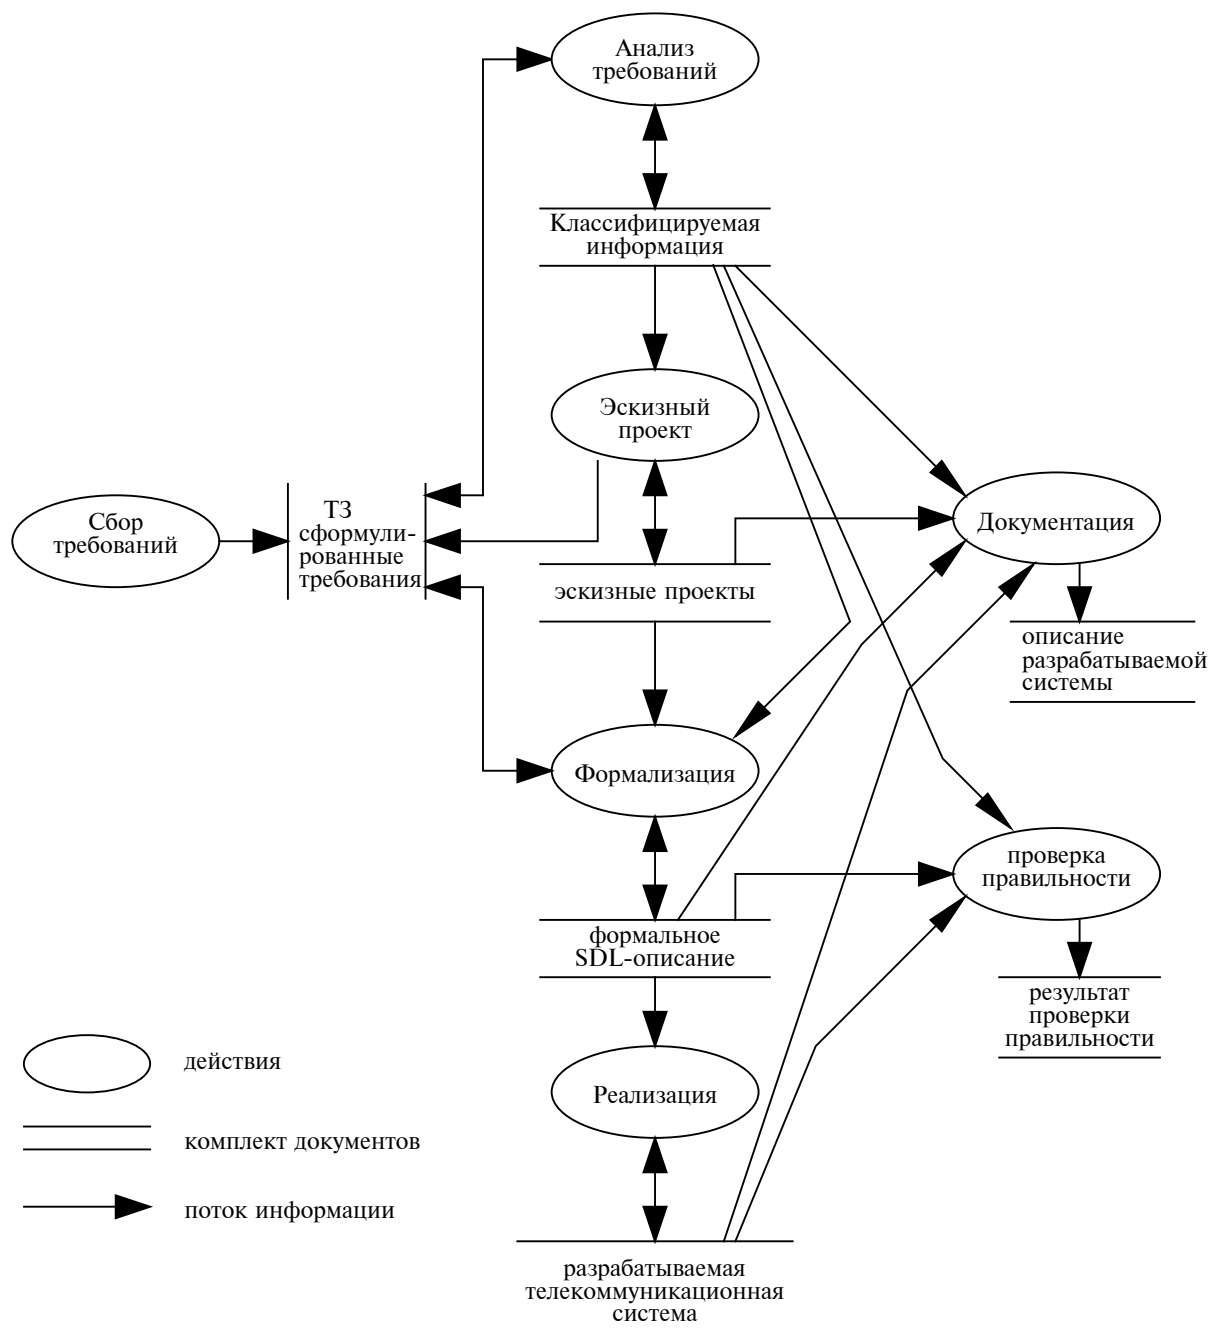 Анализ
требований
Классифицируемая
информация
Эскизный
проект
Сбор
требований
ТЗ
сформули-
рованные
требования
Документация
эскизные проекты
описание
разрабатываемой
системы
Формализация
проверка
правильности
формальное
SDL-описание
результат
проверки
правильности
Реализация
действия
комплект документов
поток информации
разрабатываемая
телекоммуникационная
система